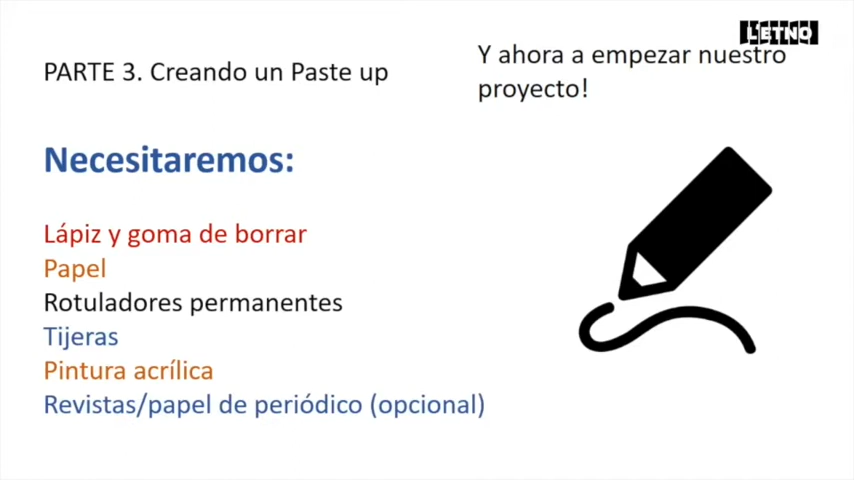 L'ETNO
PARTE 3. Creando un Paste up
Y ahora a empezar nuestro
proyecto!
Necesitaremos:
Lápiz y goma de borrar
Papel
Rotuladores permanentes
Tijeras
Pintura acrílica
Revistas/papel de periódico (opcional)